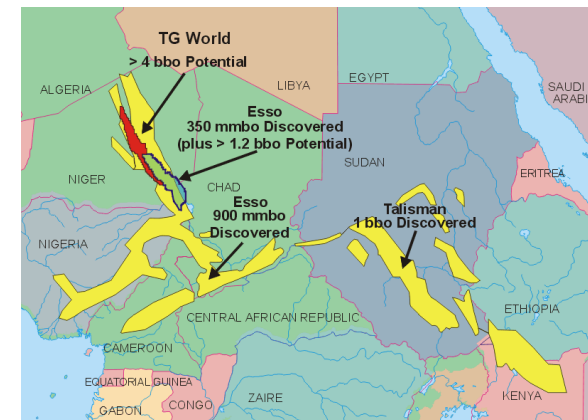 TG World
> 4 bbo Potential
ALGERIA
LIBYA
EGYPT
SAUDI
ARABI
Esso
350 mmbo Discovered
(plus > 1.2 bbo Potential)
SUDAN
NIGER
CHAD
ERITREA
Esso
900 mmbo
Discovered
Talisman
1 bbo Discovered
NIGERIA
ETHIOPIA
CENTRAL AFRICAN REPUBLIC
CAMEROON
EQUATORIAL GUINEA
GABON
CONGO
ZAIRE
KENYA